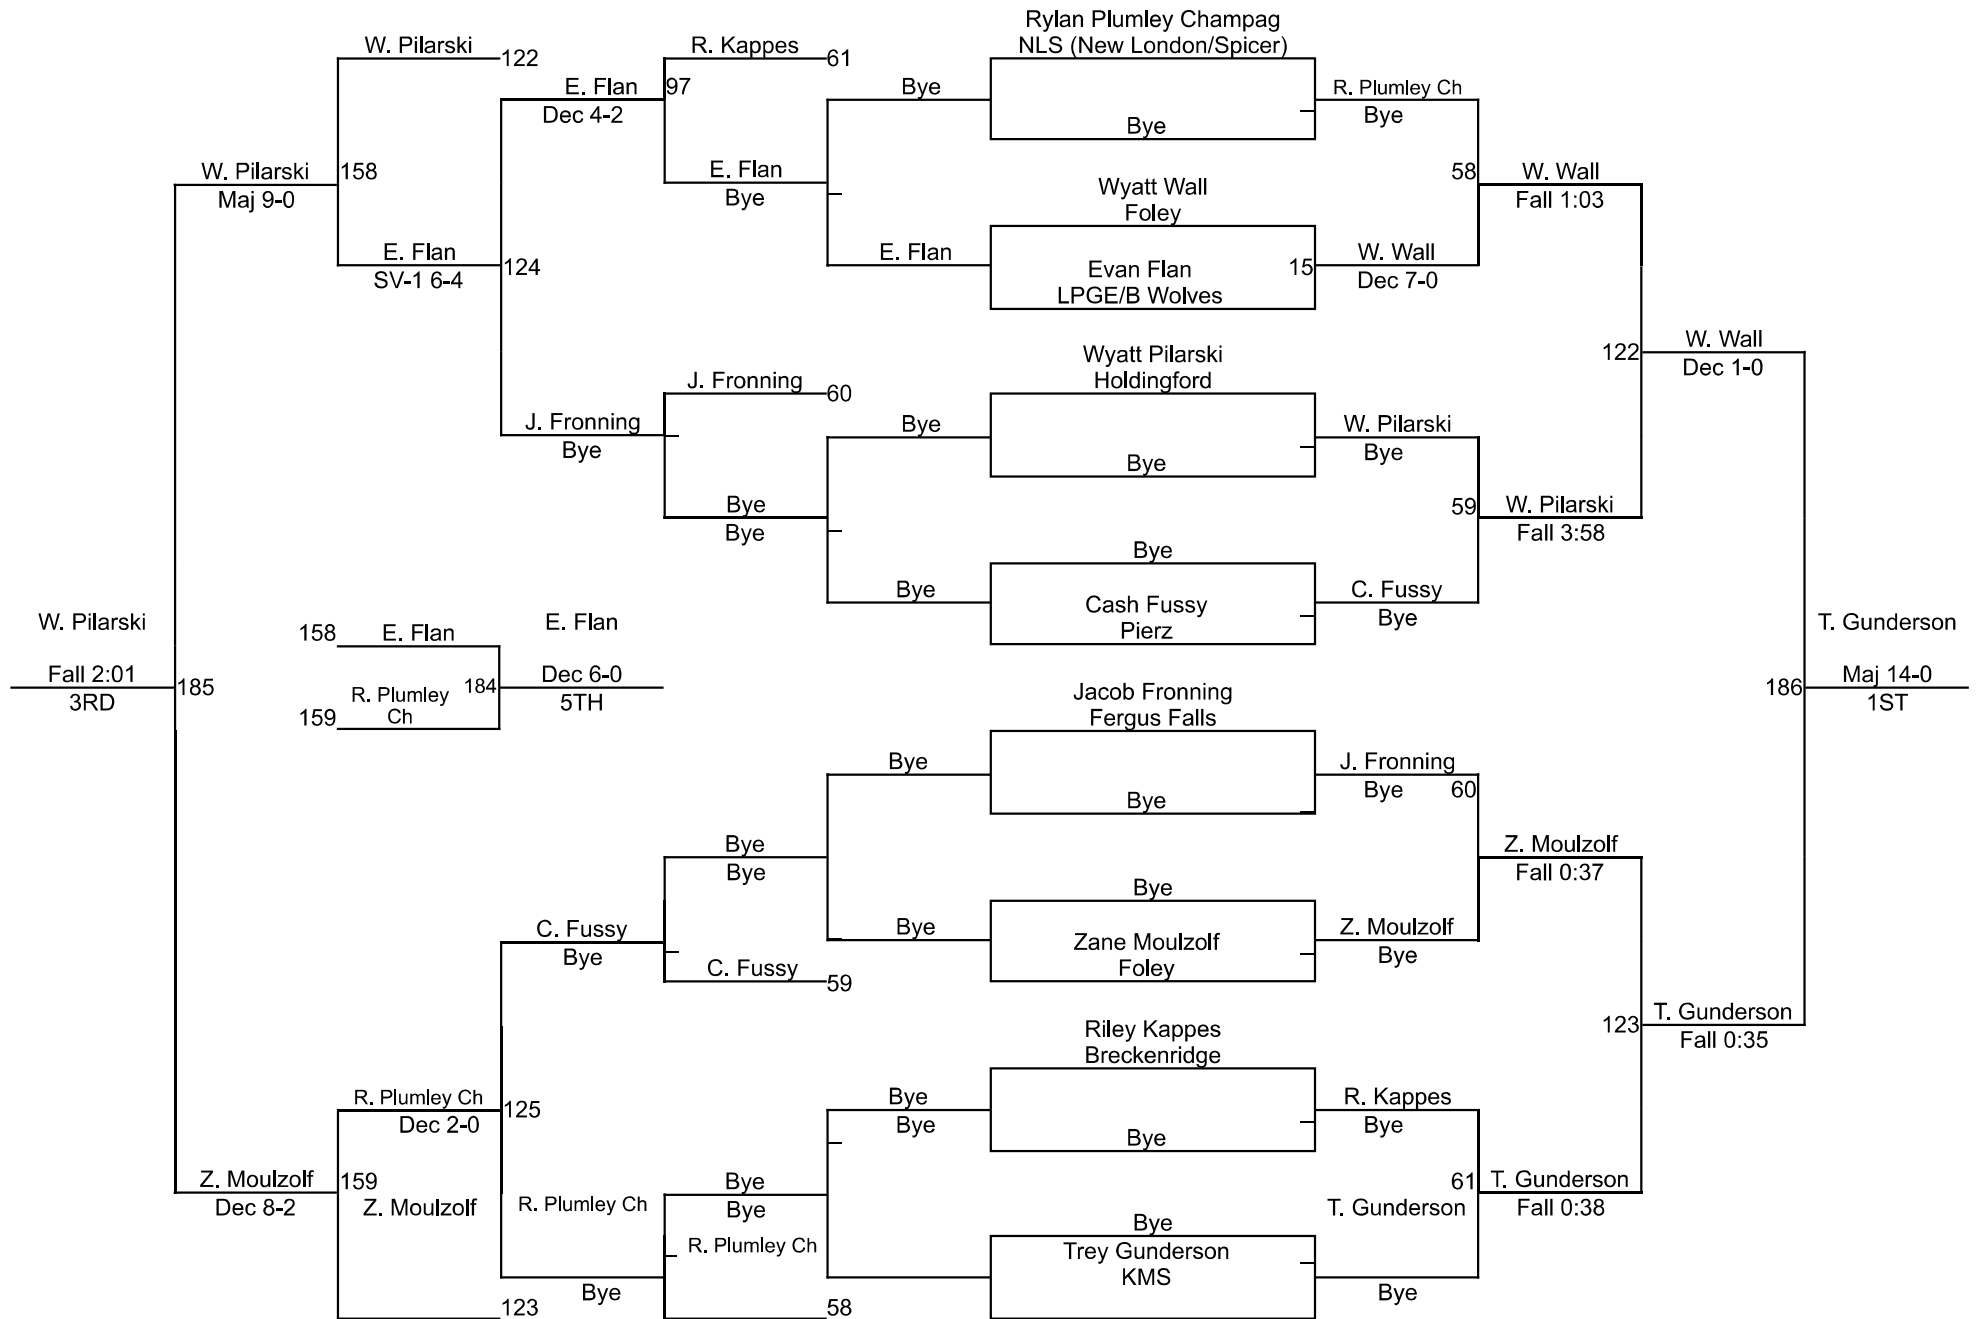 Rylan Plumley Champag
NLS (New London/Spicer)
W. Pilarski
122
R. Kappes
61
E. Flan
97
Dec 4-2
Bye
R. Plumley Ch
Bye
Bye
W. Pilarski
158
Maj 9-0
E. Flan
Bye
Wyatt Wall
Foley
58
W. Wall
Fall 1:03
E. Flan
SV-1 6-4
124
E. Flan
Evan Flan
LPGE/B Wolves
15
W. Wall
Dec 7-0
122
W. Wall
Dec 1-0
J. Fronning
60
Wyatt Pilarski
Holdingford
J. Fronning
Bye
Bye
Bye
W. Pilarski
Bye
Bye
Bye
59
W. Pilarski
Fall 3:58
Bye
Bye
Cash Fussy
Pierz
C. Fussy
Bye
W. Pilarski
Fall 2:01
3RD
185
158
E. Flan
159
R. Plumley
Ch
184
E. Flan
Dec 6-0
5TH
186
T. Gunderson
Maj 14-0
1ST
Jacob Fronning
Fergus Falls
Bye
Bye
J. Fronning
Bye
60
Bye
Bye
Z. Moulzolf
Fall 0:37
C. Fussy
Bye
Bye
Bye
Zane Moulzolf
Foley
Z. Moulzolf
Bye
C. Fussy
59
123
T. Gunderson
Fall 0:35
Riley Kappes
Breckenridge
R. Plumley Ch
Dec 2-0
125
Bye
Bye
Bye
R. Kappes
Bye
Z. Moulzolf
Dec 8-2
159
Z. Moulzolf
R. Plumley Ch
Bye
Bye
61
T. Gunderson
T. Gunderson
Fall 0:38
R. Plumley Ch
Bye
Trey Gunderson
KMS
Bye
Bye
123
58